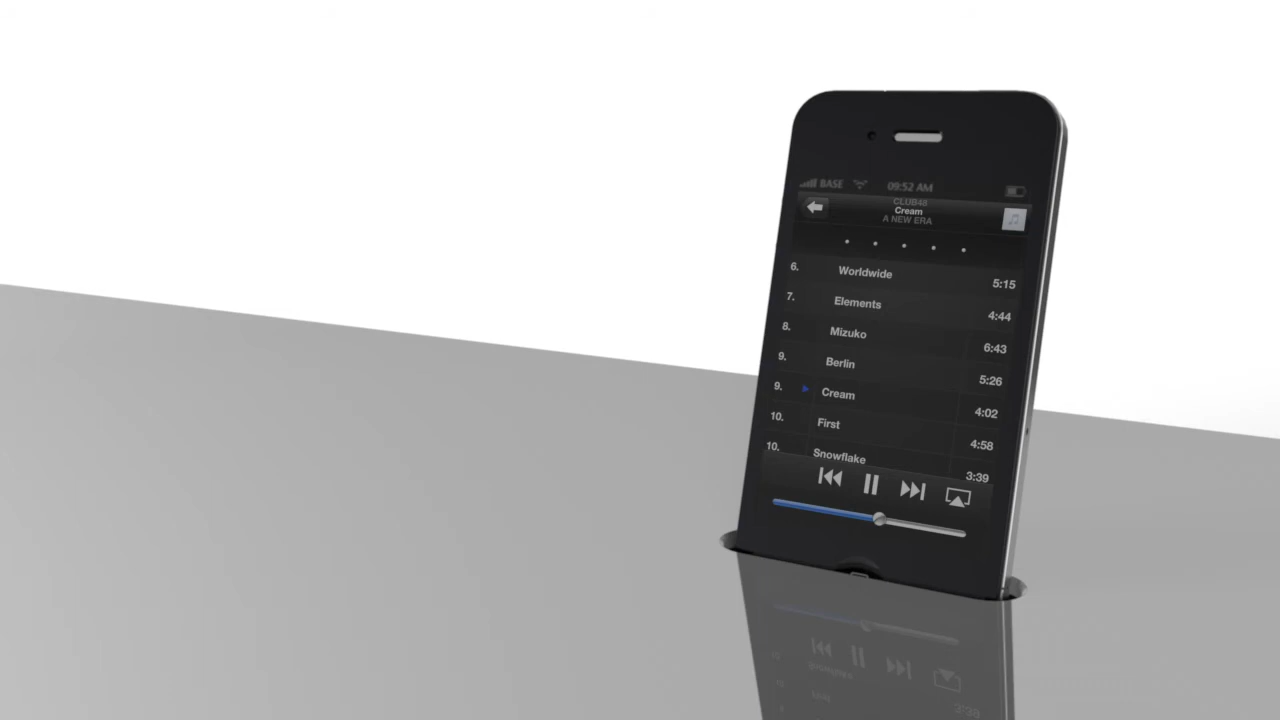 BASE 09:52 AM
CLUB46
Cream
A NEW ERA
6. Worldwide 5:15
7. Elements 4:44
8. Mizuko 6:43
9. Berlin 5:26
9. Cream 4:02
10. First 4:58
10. Snowflake 3:39